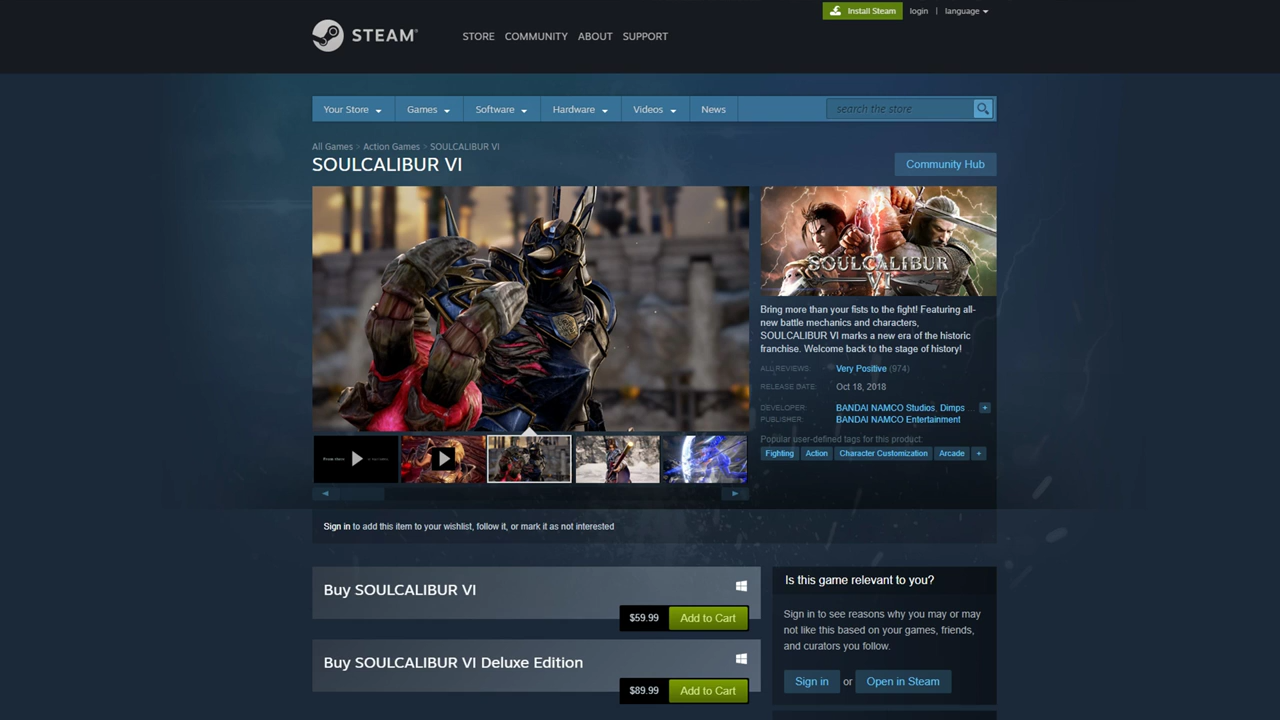 Install Steam
login | language
STEAM®
STORE COMMUNITY ABOUT SUPPORT
Your Store Games Software Hardware Videos News
search the store
All Games > Action Games > SOULCALIBUR VI
SOULCALIBUR VI
Community Hub
SOULCALIBUR
VI
Bring more than your fists to the fight! Featuring all-
new battle mechanics and characters,
SOULCALIBUR VI marks a new era of the historic
franchise. Welcome back to the stage of history!
ALL REVIEWS: Very Positive (974)
RELEASE DATE: Oct 18, 2018
DEVELOPER: BANDAI NAMCO Studios, Dimps +
PUBLISHER: BANDAI NAMCO Entertainment
Popular user-defined tags for this product:
Fighting Action Character Customization Arcade +
Sign in to add this item to your wishlist, follow it, or mark it as not interested
Buy SOULCALIBUR VI
$59.99 Add to Cart
Buy SOULCALIBUR VI Deluxe Edition
$89.99 Add to Cart
Is this game relevant to you?
Sign in to see reasons why you may or may
not like this based on your games, friends,
and curators you follow.
Sign in or Open in Steam